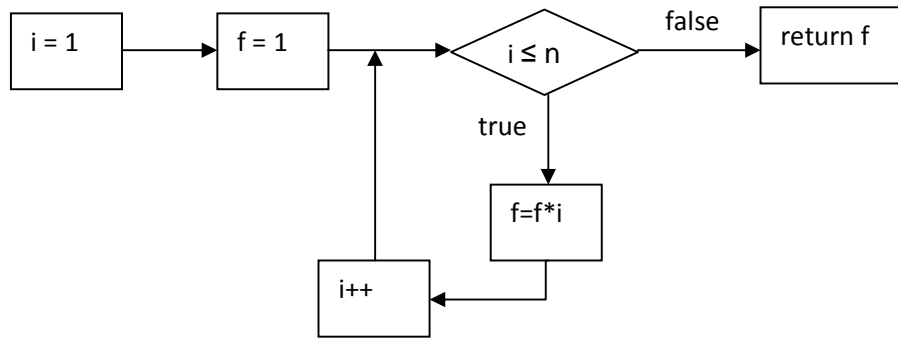 i = 1
f = 1
i ≤ n
false
return f
true
f=f*i
i++